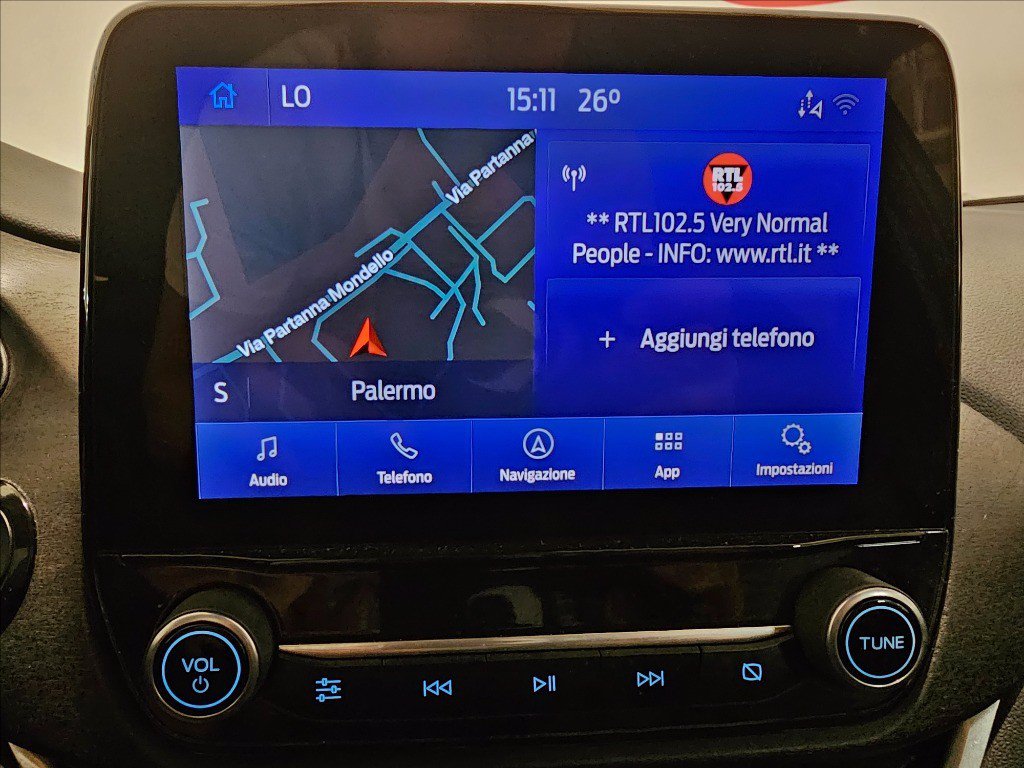 LO 15:11 26º
Via Partanna
Via Partanna Mondello
S Palermo
RTL
102.5
** RTL102.5 Very Normal
People - INFO: www.rtl.it **
+ Aggiungi telefono
Audio Telefono Navigazione App Impostazioni
VOL
TUNE